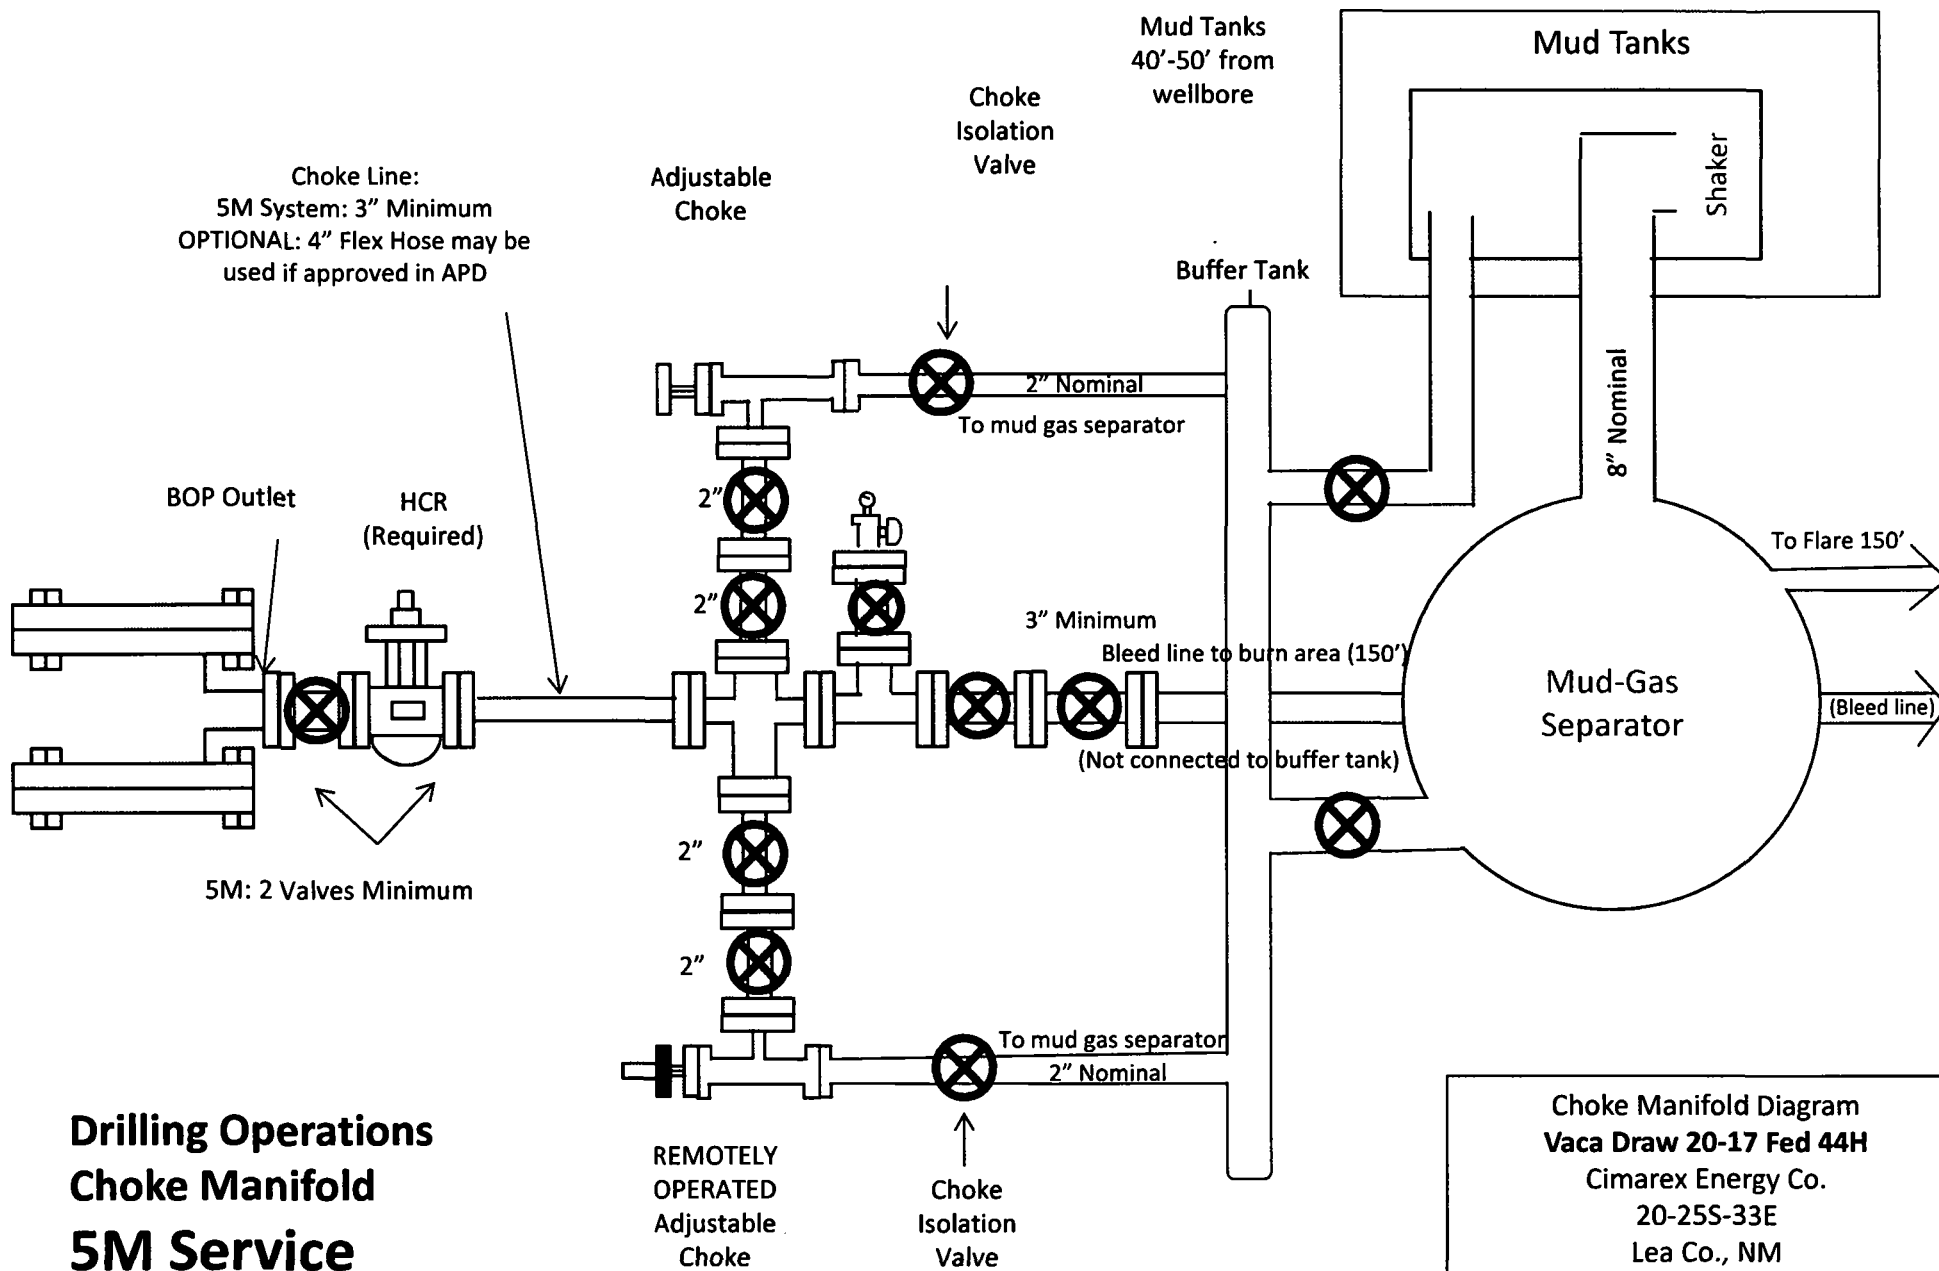 Mud Tanks
40'-50' from
wellbore
Mud Tanks
Shaker
Choke
Isolation
Valve
Adjustable
Choke
Choke Line:
5M System: 3" Minimum
OPTIONAL: 4" Flex Hose may be
used if approved in APD
Buffer Tank
2" Nominal
To mud gas separator
8" Nominal
BOP Outlet
HCR
(Required)
2"
2"
To Flare 150'
3" Minimum
Bleed line to burn area (150')
Mud-Gas
Separator
(Bleed line)
(Not connected to buffer tank)
5M: 2 Valves Minimum
2"
2"
To mud gas separator
2" Nominal
REMOTELY
OPERATED
Adjustable
Choke
Choke
Isolation
Valve
Drilling Operations
Choke Manifold
5M Service
Choke Manifold Diagram
Vaca Draw 20-17 Fed 44H
Cimarex Energy Co.
20-25S-33E
Lea Co., NM